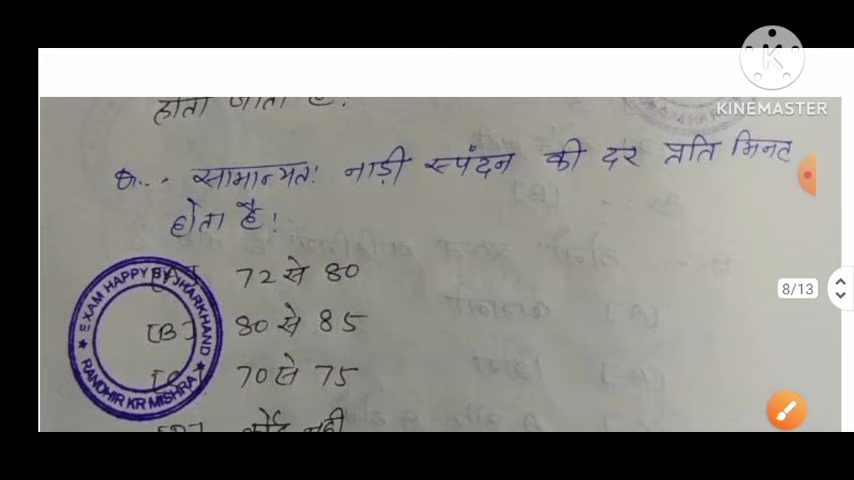 KINEMASTER
होता जाता है.
सामान्यतः नाड़ी स्पंदन की दर प्रति मिनट
होता है!
[A] 72 से 80
[B] 80 से 85
[C] 70 से 75
[D] कोई नही
8/13
EXAM HAPPY BY JHARKHAND
RANDHIR KR MISHRA